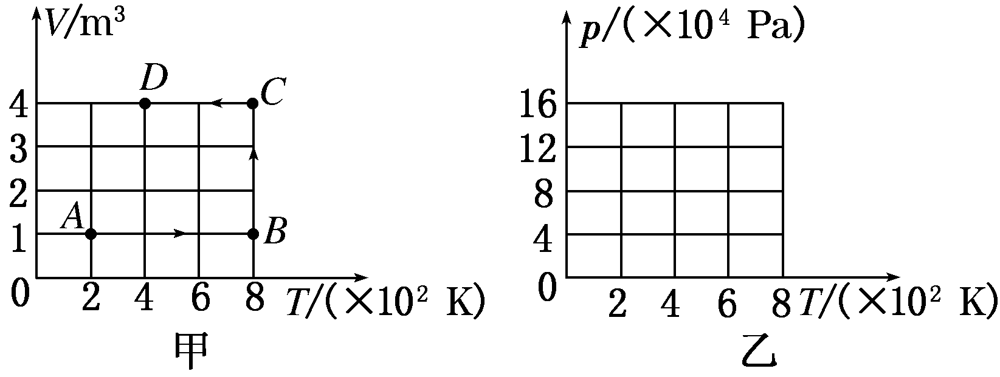 V/m³
D
C
4
3
2
A
B
1
0
2 4 6 8 T/(×10² K)
甲
p/(×10⁴ Pa)
16
12
8
4
0
2 4 6 8 T/(×10² K)
乙